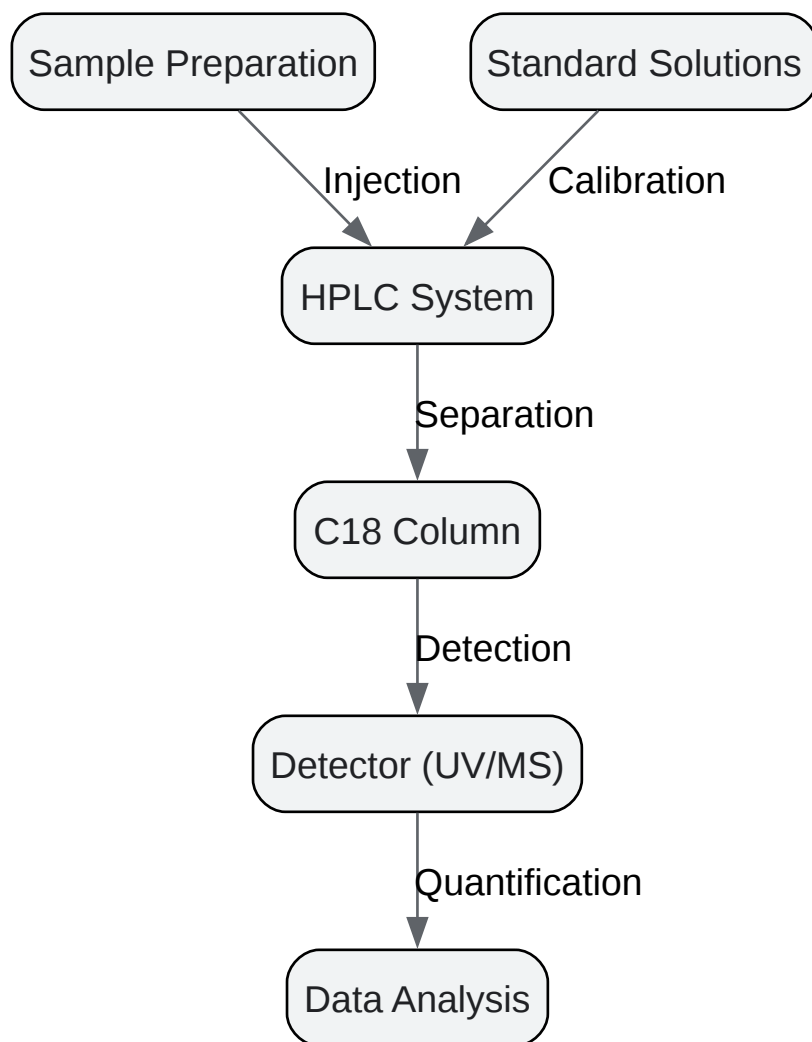 Sample Preparation
Standard Solutions
Injection
Calibration
HPLC System
Separation
C18 Column
Detection
Detector (UV/MS)
Quantification
Data Analysis